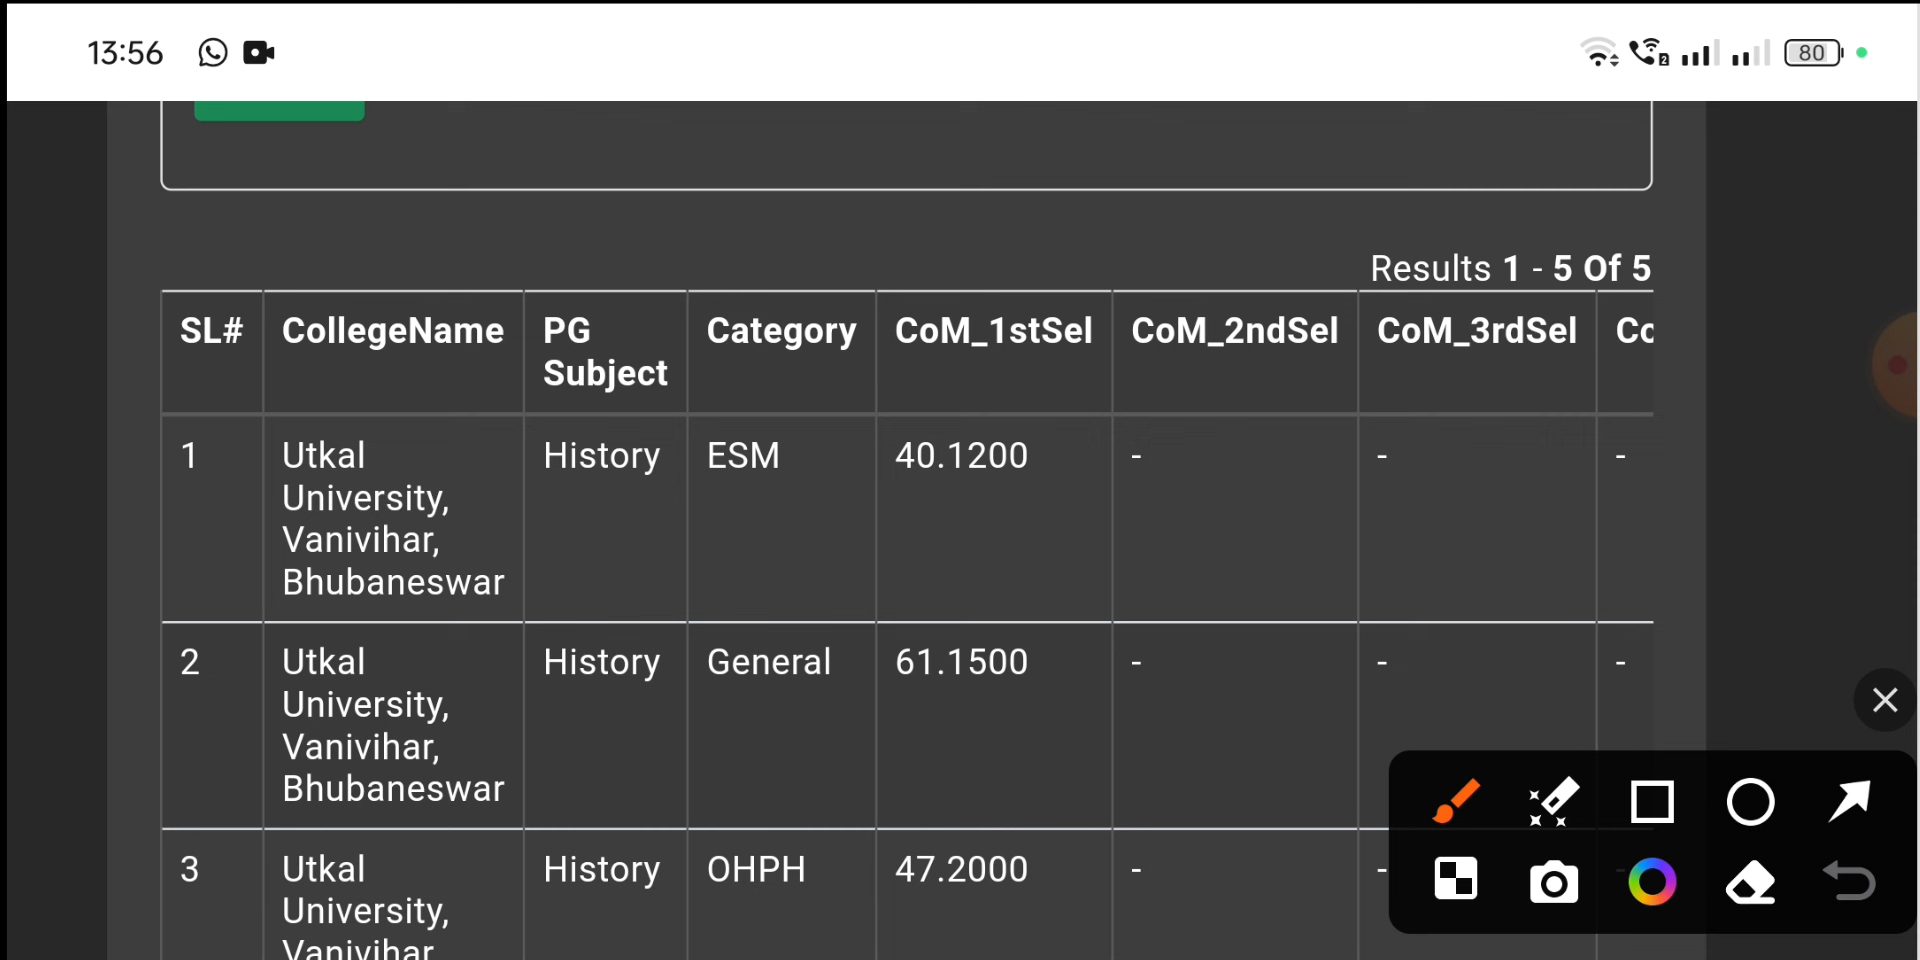 13:56
2
80
Results 1 - 5 Of 5
SL# CollegeName PG Subject Category CoM_1stSel CoM_2ndSel CoM_3rdSel
1 Utkal University, Vanivihar, Bhubaneswar History ESM 40.1200 - - -
2 Utkal University, Vanivihar, Bhubaneswar History General 61.1500 - - -
3 Utkal University, Vanivihar History OHPH 47.2000 - - -